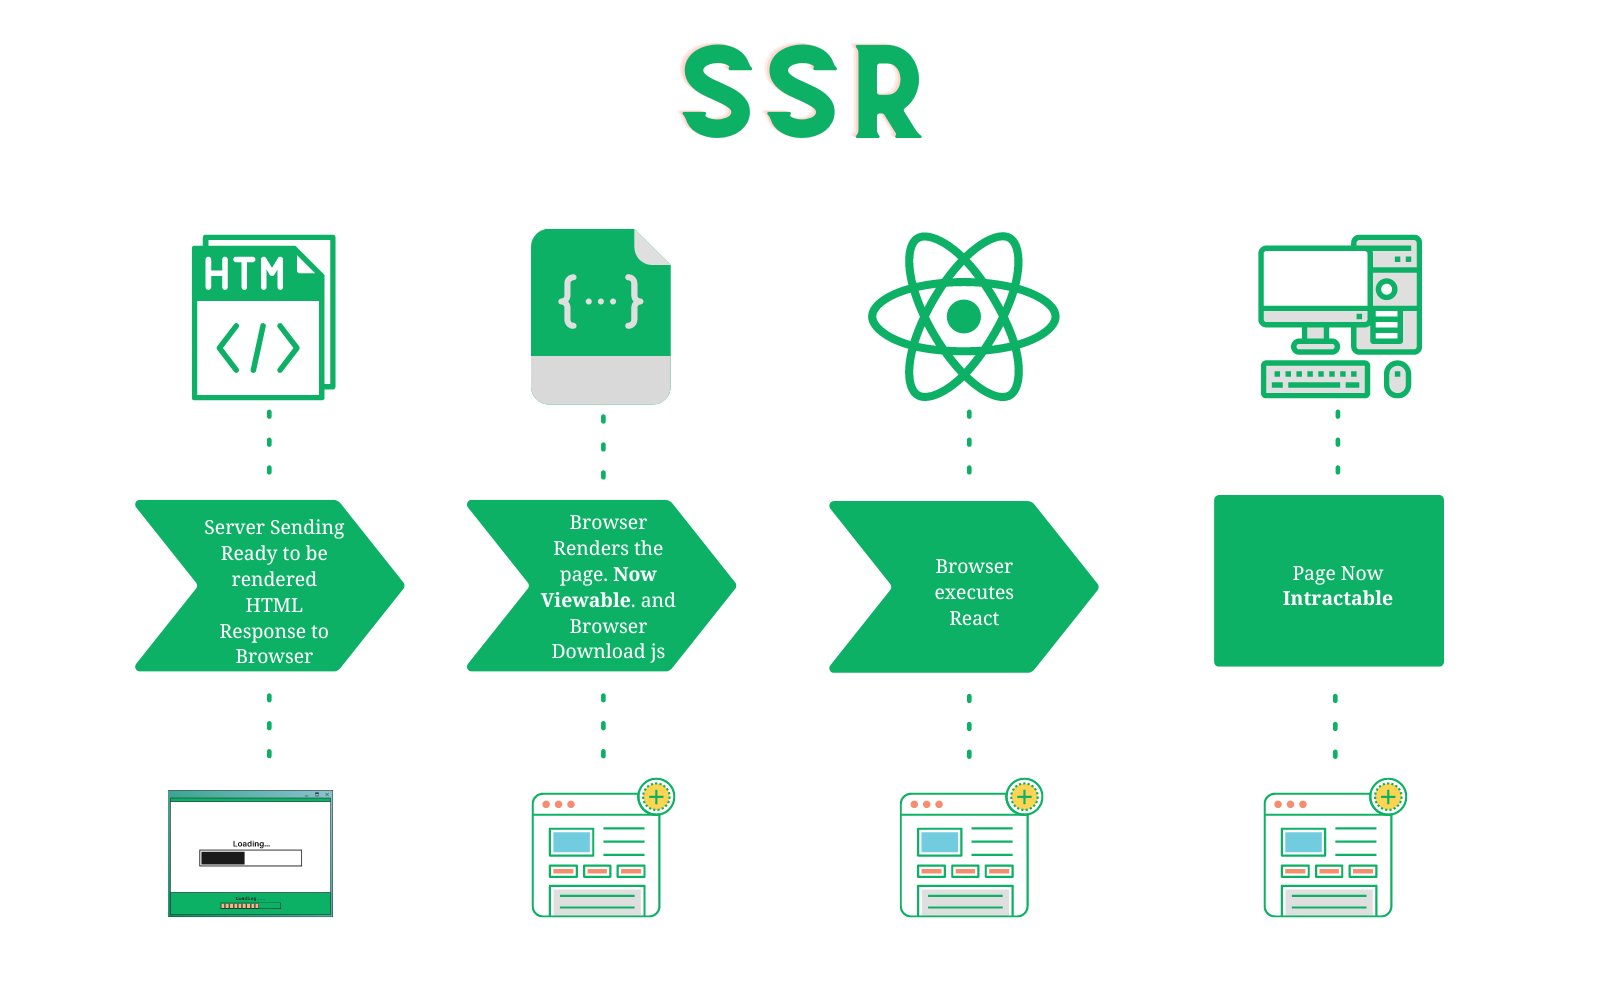 SSR
HTM
Server Sending
Ready to be
rendered
HTML
Response to
Browser
Browser
Renders the
page. Now
Viewable. and
Browser
Download js
Browser
executes
React
Page Now
Intractable
Loading...
Loading...